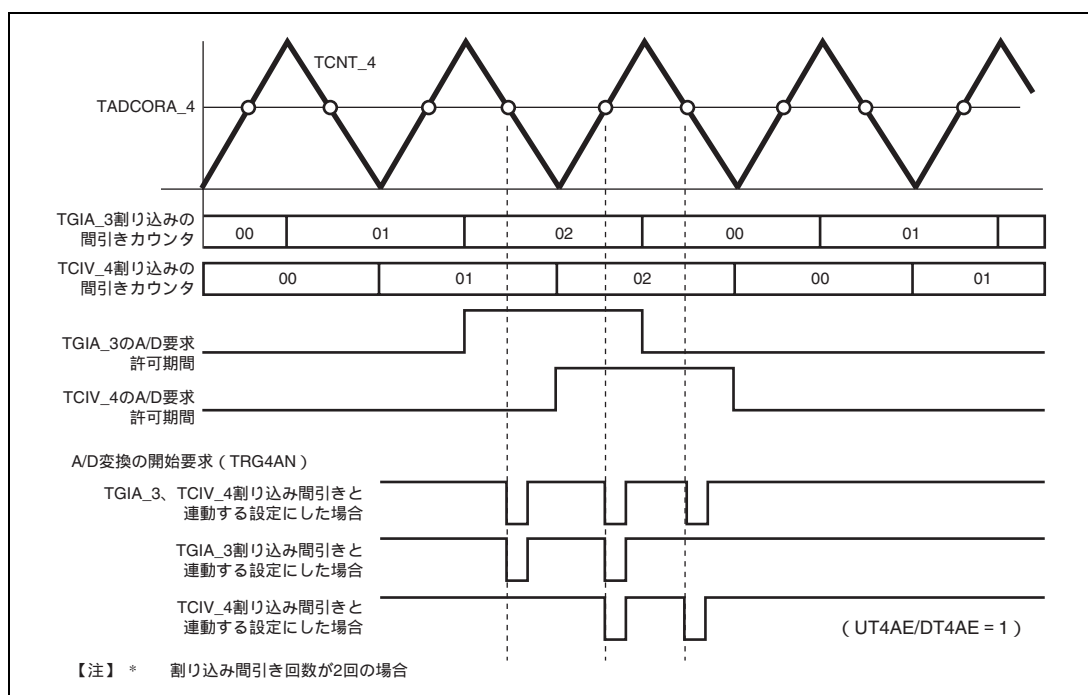 TCNT_4
TADCORA_4
TGIA_3割り込みの
間引きカウンタ
00 01 02 00 01
TCIV_4割り込みの
間引きカウンタ
00 01 02 00 01
TGIA_3のA/D要求
許可期間
TCIV_4のA/D要求
許可期間
A/D変換の開始要求(TRG4AN)
TGIA_3、TCIV_4割り込み間引きと
連動する設定にした場合
TGIA_3割り込み間引きと
連動する設定にした場合
TCIV_4割り込み間引きと
連動する設定にした場合
(UT4AE/DT4AE = 1)
【注】 * 割り込み間引き回数が2回の場合